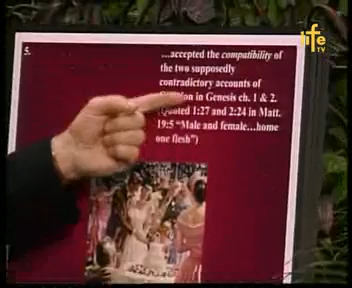 life
TV
5.
...accepted the compatibility of
the two supposedly
contradictory accounts of
in Genesis ch. 1 & 2.
(Quoted 1:27 and 2:24 in Matt.
19:5 "Male and female...home
one flesh")